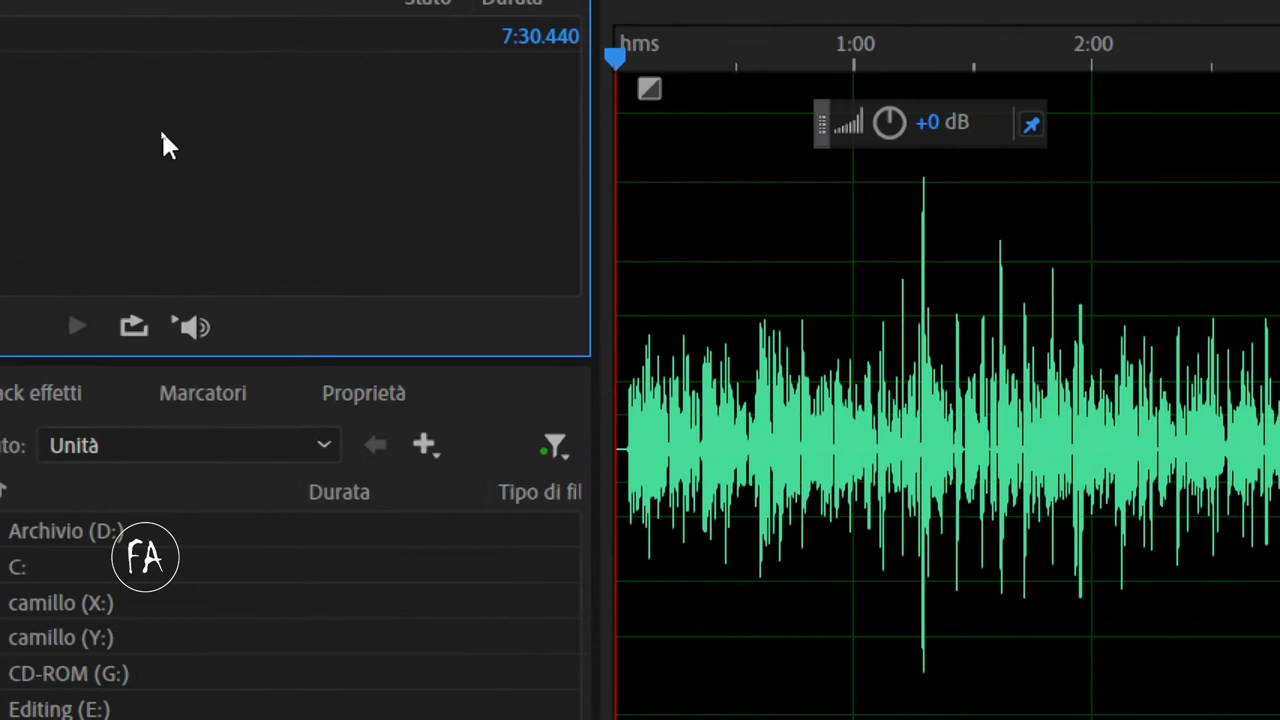 Stato Durata
7:30.440
hms 1:00 2:00
+0 dB
ack effetti Marcatori Proprietà
to: Unità
Durata Tipo di fil
Archivio (D:)
FA
C:
camillo (X:)
camillo (Y:)
CD-ROM (G:)
Editing (E:)